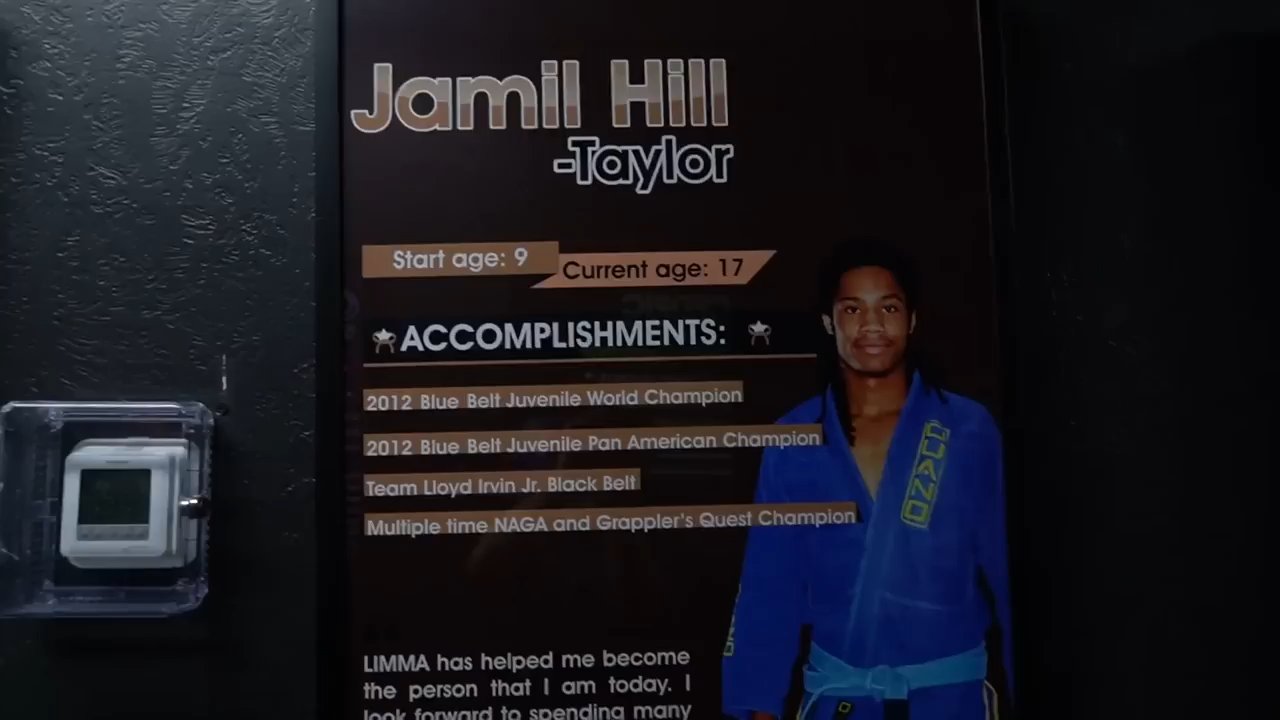 Jamil Hill
-Taylor
Start age: 9
Current age: 17
ACCOMPLISHMENTS:
2012 Blue Belt Juvenile World Champion
2012 Blue Belt Juvenile Pan American Champion
Team Lloyd Irvin Jr. Black Belt
Multiple time NAGA and Grappler's Quest Champion
LIMMA has helped me become
the person that I am today. I
look forward to spending many